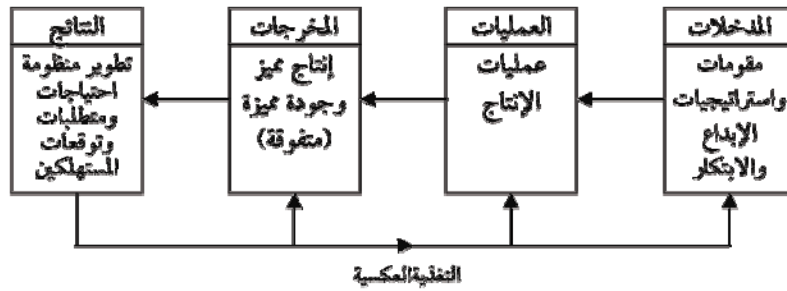 المدخلات
مقومات
واستراتيجيات
الإبداع
والابتكار
العمليات
عمليات
الإنتاج
المخرجات
إنتاج مميز
وجودة مميزة
(متفوقة)
النتائج
تطوير منظومة
احتياجات
ومتطلبات
وتوقعات
المستهلكين
التغذية العكسية